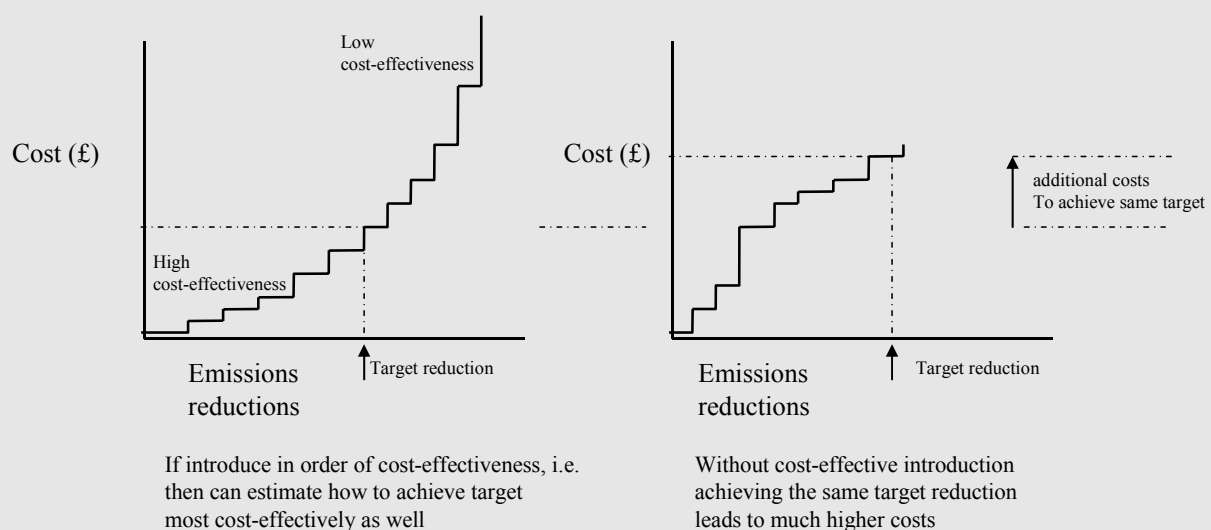 Low
cost-effectiveness
Cost (£)
High
cost-effectiveness
Target reduction
Emissions
reductions
If introduce in order of cost-effectiveness, i.e.
then can estimate how to achieve target
most cost-effectively as well
Cost (£)
additional costs
To achieve same target
Target reduction
Emissions
reductions
Without cost-effective introduction
achieving the same target reduction
leads to much higher costs